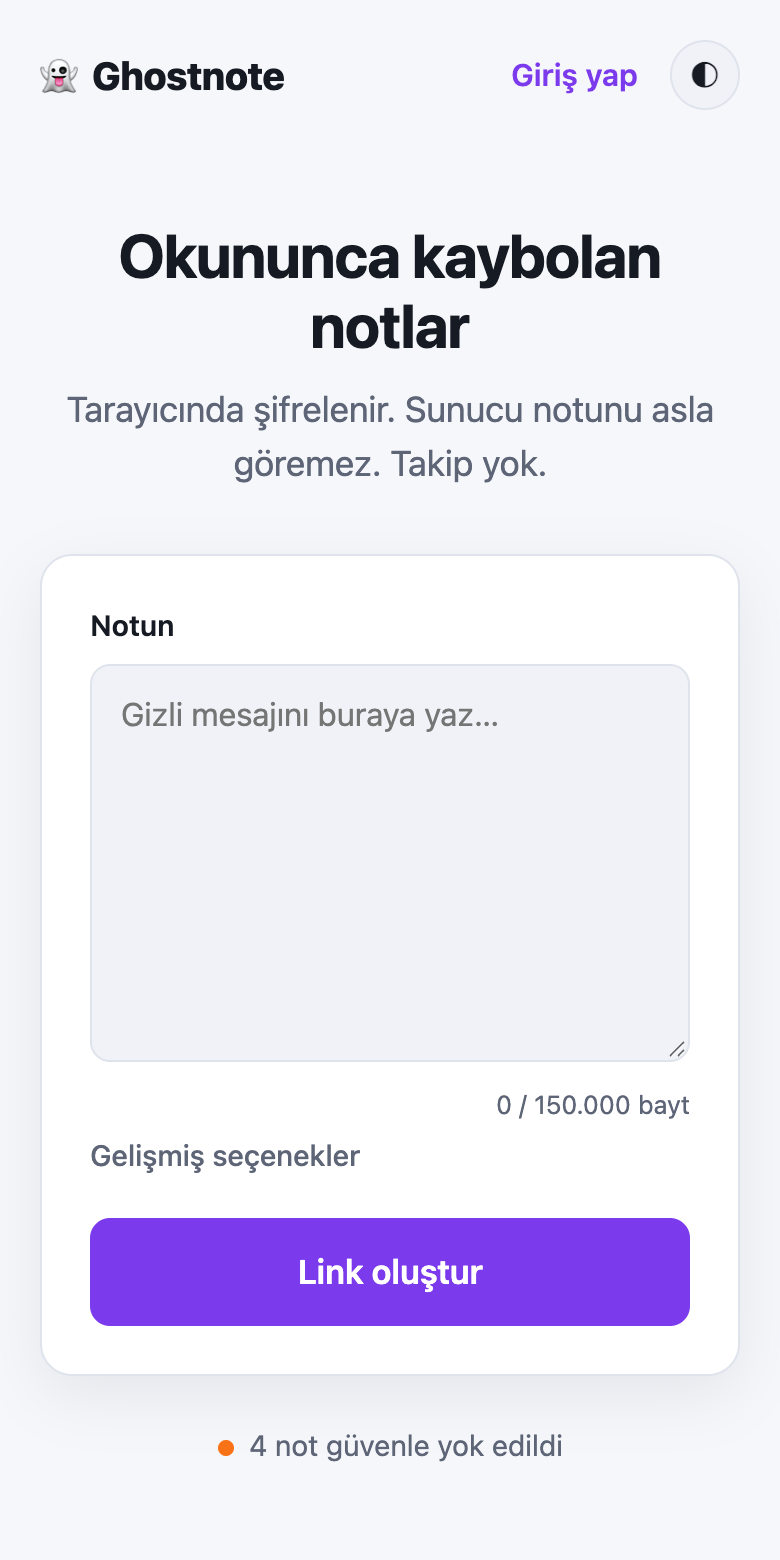 Ghostnote
Giriş yap
Okununca kaybolan
notlar
Tarayıcında şifrelenir. Sunucu notunu asla
göremez. Takip yok.
Notun
Gizli mesajını buraya yaz...
0 / 150.000 bayt
Gelişmiş seçenekler
Link oluştur
4 not güvenle yok edildi